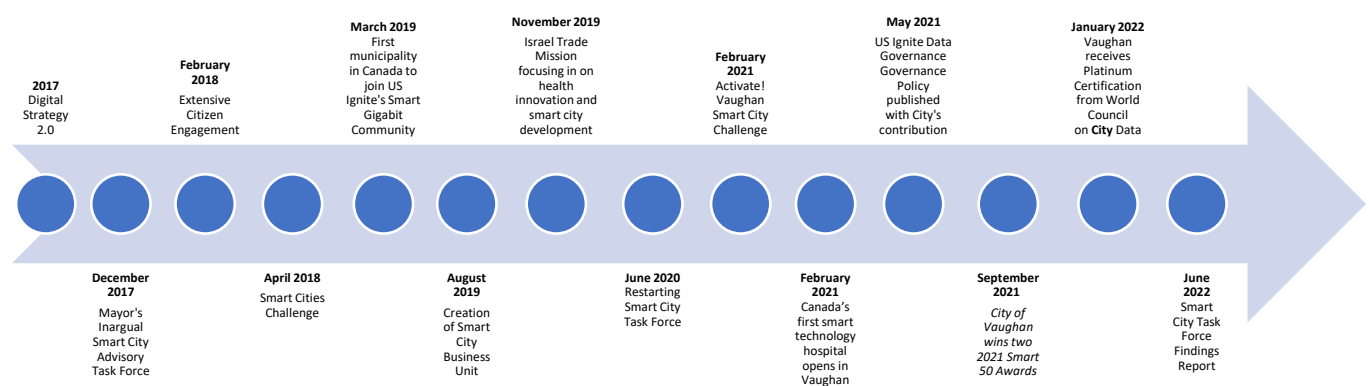 2017
Digital
Strategy
2.0
December
2017
Mayor's
Inargual
Smart City
Advisory
Task Force
February
2018
Extensive
Citizen
Engagement
April 2018
Smart Cities
Challenge
March 2019
First
municipality
in Canada to
join US
Ignite's Smart
Gigabit
Community
August
2019
Creation
of Smart
City
Business
Unit
November 2019
Israel Trade
Mission
focusing in on
health
innovation and
smart city
development
June 2020
Restarting
Smart City
Task Force
February
2021
Activate!
Vaughan
Smart City
Challenge
February
2021
Canada’s
first smart
technology
hospital
opens in
Vaughan
May 2021
US Ignite Data
Governance
Governance
Policy
published
with City's
contribution
September
2021
City of
Vaughan
wins two
2021 Smart
50 Awards
January 2022
Vaughan
receives
Platinum
Certification
from World
Council
on City Data
June
2022
Smart
City Task
Force
Findings
Report